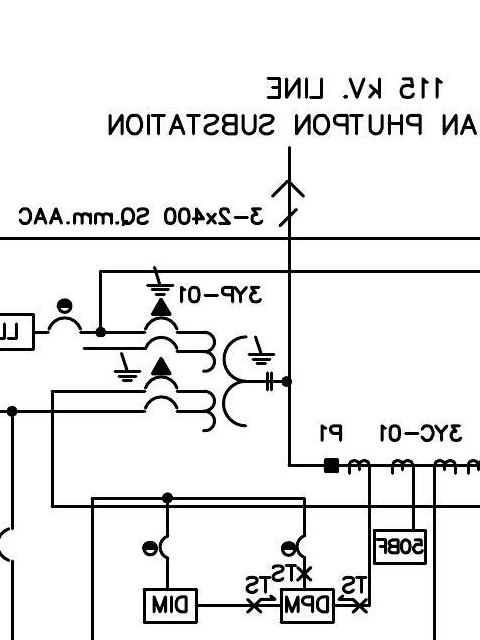 115 kV. LINE
AN PHUTPON SUBSTATION
3-2x400 SQ.mm.AAC
3YP-01
3YC-01
P1
50BF
TS
TS
TS
DPM
DIM